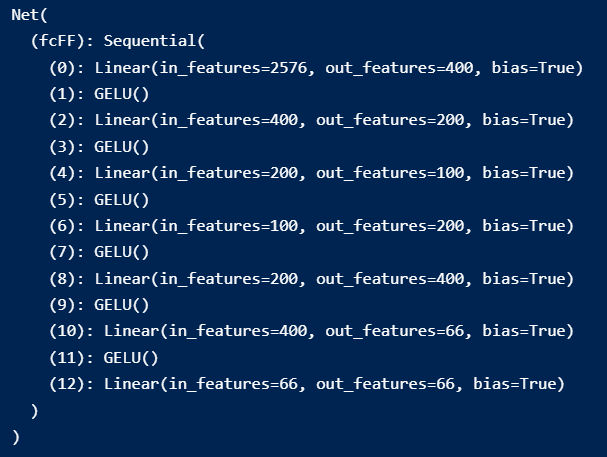 Net(
  (fcFF): Sequential(
    (0): Linear(in_features=2576, out_features=400, bias=True)
    (1): GELU()
    (2): Linear(in_features=400, out_features=200, bias=True)
    (3): GELU()
    (4): Linear(in_features=200, out_features=100, bias=True)
    (5): GELU()
    (6): Linear(in_features=100, out_features=200, bias=True)
    (7): GELU()
    (8): Linear(in_features=200, out_features=400, bias=True)
    (9): GELU()
    (10): Linear(in_features=400, out_features=66, bias=True)
    (11): GELU()
    (12): Linear(in_features=66, out_features=66, bias=True)
  )
)